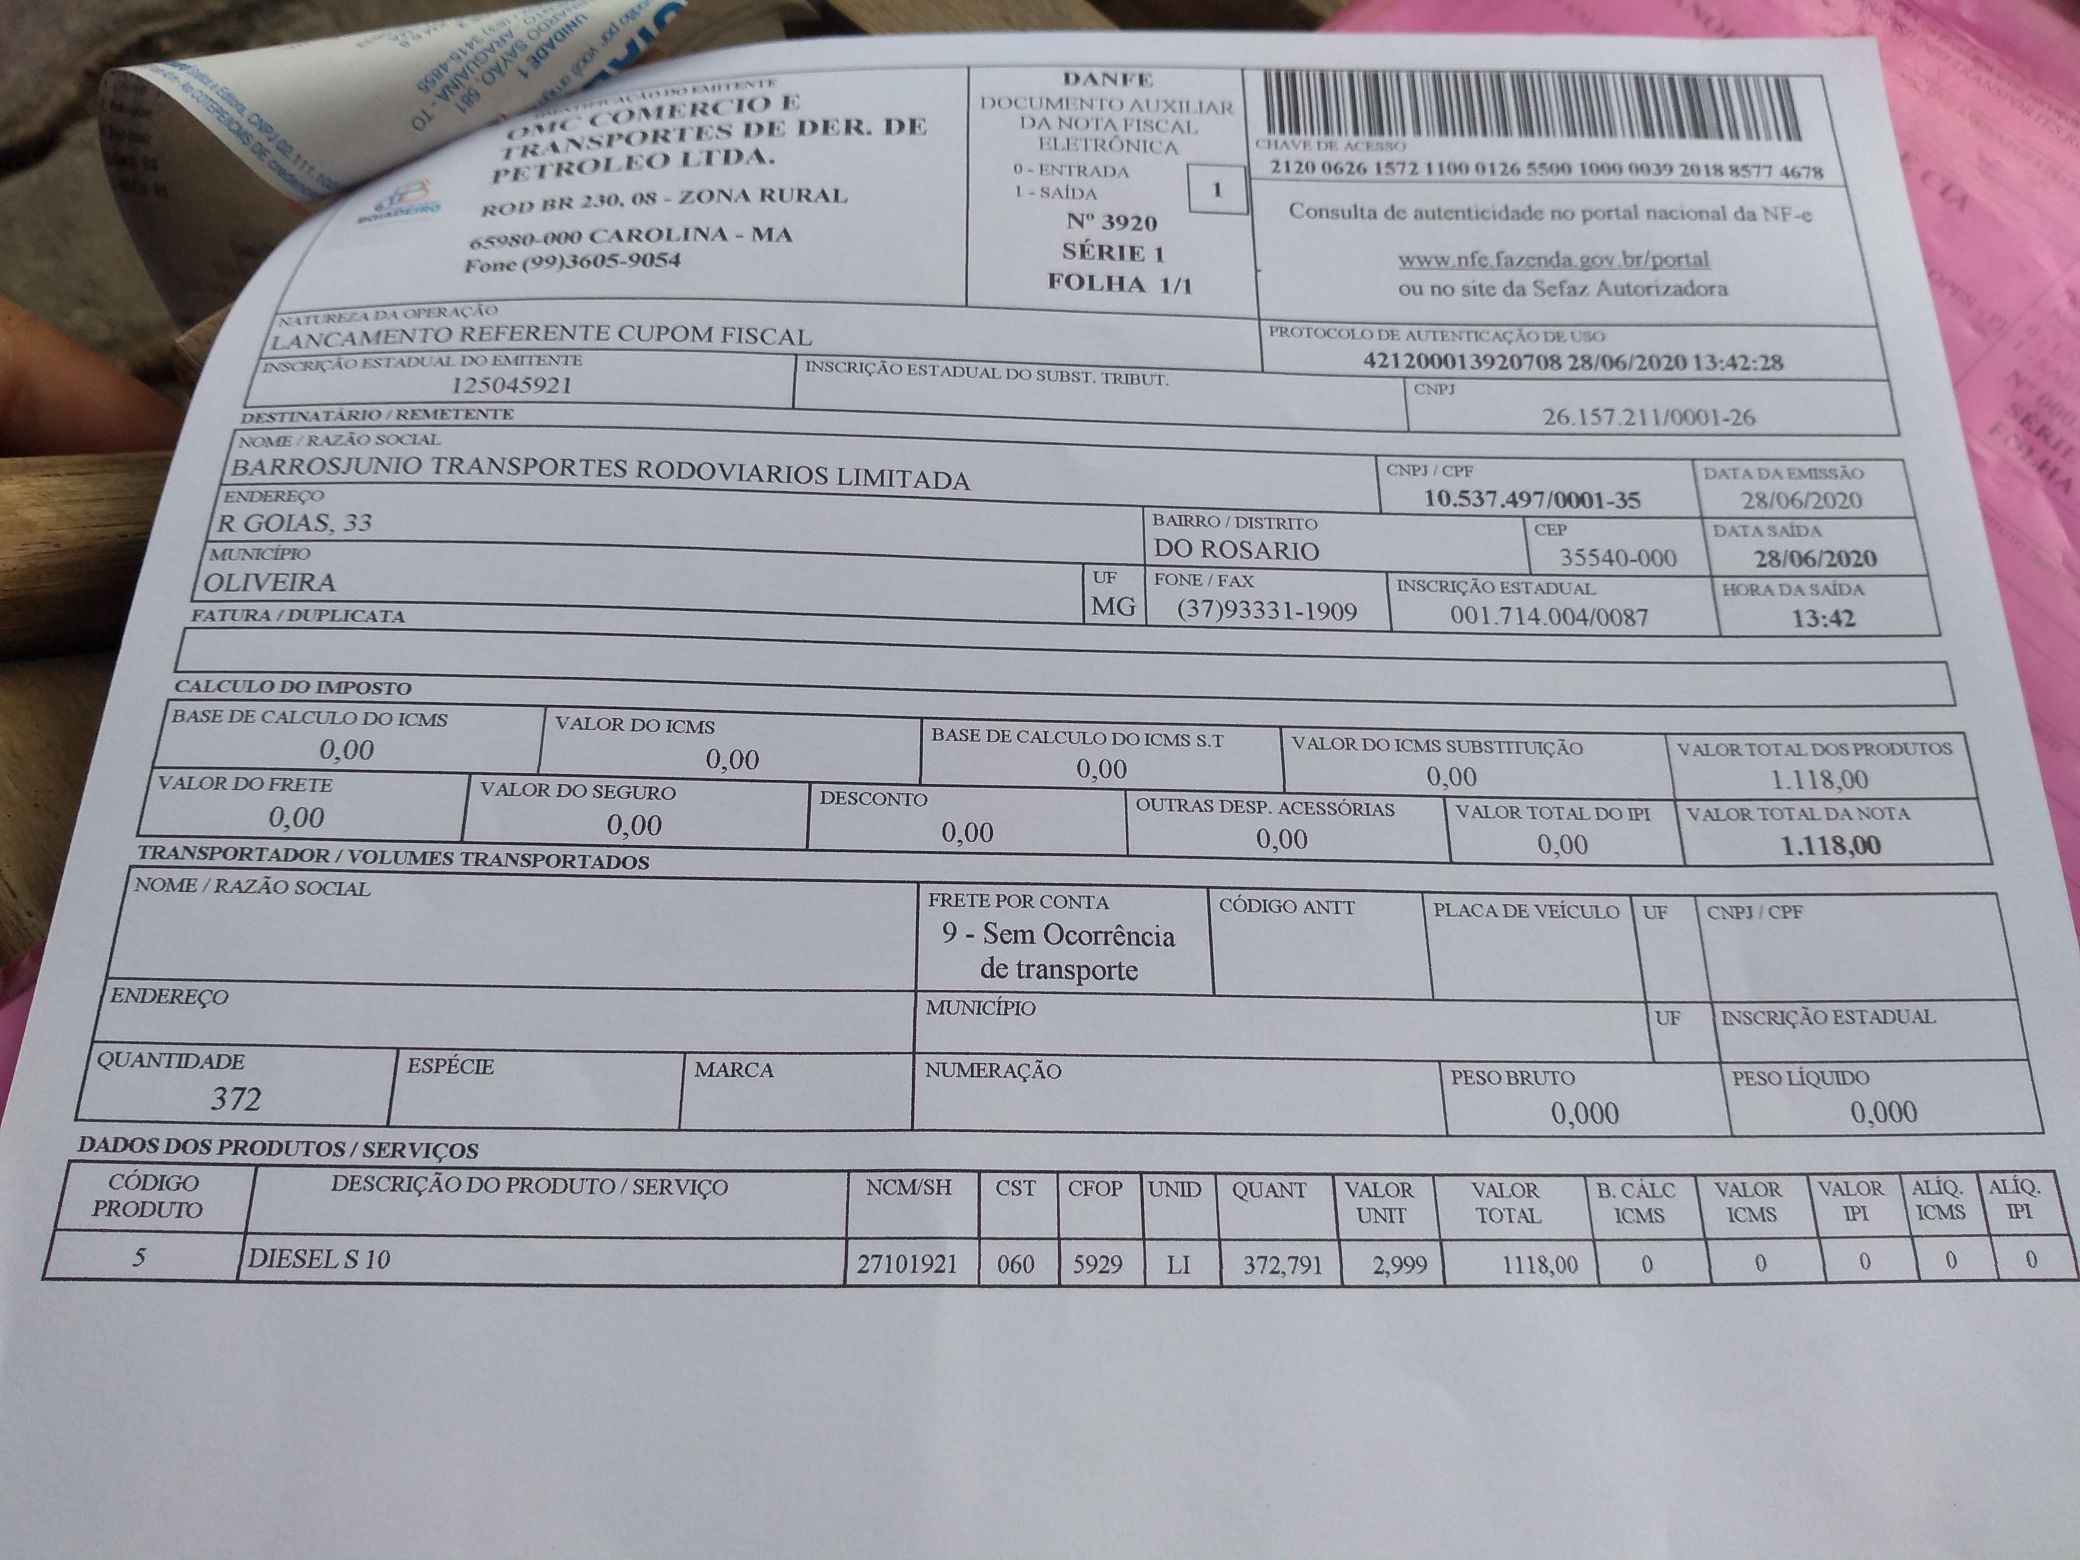 UNIDADE 1
ARAGUAINA - TO
(63) 3415-4855
IDENTIFICAÇÃO DO EMITENTE
OMC COMERCIO E
TRANSPORTES DE DER. DE
PETROLEO LTDA.
BOIADEIRO
ROD BR 230, 08 - ZONA RURAL
65980-000 CAROLINA - MA
Fone (99)3605-9054
DANFE
DOCUMENTO AUXILIAR
DA NOTA FISCAL
ELETRÔNICA
0 - ENTRADA
1 - SAÍDA
1
Nº 3920
SÉRIE 1
FOLHA 1/1
CHAVE DE ACESSO
2120 0626 1572 1100 0126 5500 1000 0039 2018 8577 4678
Consulta de autenticidade no portal nacional da NF-e
www.nfe.fazenda.gov.br/portal
ou no site da Sefaz Autorizadora
NATUREZA DA OPERAÇÃO
LANCAMENTO REFERENTE CUPOM FISCAL
PROTOCOLO DE AUTENTICAÇÃO DE USO
421200013920708 28/06/2020 13:42:28
INSCRIÇÃO ESTADUAL DO EMITENTE
125045921
INSCRIÇÃO ESTADUAL DO SUBST. TRIBUT.
CNPJ
26.157.211/0001-26
DESTINATÁRIO / REMETENTE
NOME / RAZÃO SOCIAL
BARROSJUNIO TRANSPORTES RODOVIARIOS LIMITADA
CNPJ / CPF
10.537.497/0001-35
DATA DA EMISSÃO
28/06/2020
ENDEREÇO
R GOIAS, 33
BAIRRO / DISTRITO
DO ROSARIO
CEP
35540-000
DATA SAÍDA
28/06/2020
MUNICÍPIO
OLIVEIRA
UF
MG
FONE / FAX
(37)93331-1909
INSCRIÇÃO ESTADUAL
001.714.004/0087
HORA DA SAÍDA
13:42
FATURA / DUPLICATA
CALCULO DO IMPOSTO
BASE DE CALCULO DO ICMS
0,00
VALOR DO ICMS
0,00
BASE DE CALCULO DO ICMS S.T
0,00
VALOR DO ICMS SUBSTITUIÇÃO
0,00
VALOR TOTAL DOS PRODUTOS
1.118,00
VALOR DO FRETE
0,00
VALOR DO SEGURO
0,00
DESCONTO
0,00
OUTRAS DESP. ACESSÓRIAS
0,00
VALOR TOTAL DO IPI
0,00
VALOR TOTAL DA NOTA
1.118,00
TRANSPORTADOR / VOLUMES TRANSPORTADOS
NOME / RAZÃO SOCIAL
FRETE POR CONTA
9 - Sem Ocorrência
de transporte
CÓDIGO ANTT
PLACA DE VEÍCULO
UF
CNPJ / CPF
ENDEREÇO
MUNICÍPIO
UF
INSCRIÇÃO ESTADUAL
QUANTIDADE
372
ESPÉCIE
MARCA
NUMERAÇÃO
PESO BRUTO
0,000
PESO LÍQUIDO
0,000
DADOS DOS PRODUTOS / SERVIÇOS
CÓDIGO PRODUTO DESCRIÇÃO DO PRODUTO / SERVIÇO NCM/SH CST CFOP UNID QUANT VALOR UNIT VALOR TOTAL B. CÁLC ICMS VALOR ICMS VALOR IPI ALÍQ. ICMS ALÍQ. IPI
5 DIESEL S 10 27101921 060 5929 LI 372,791 2,999 1118,00 0 0 0 0 0
SÉRIE
FOLHA